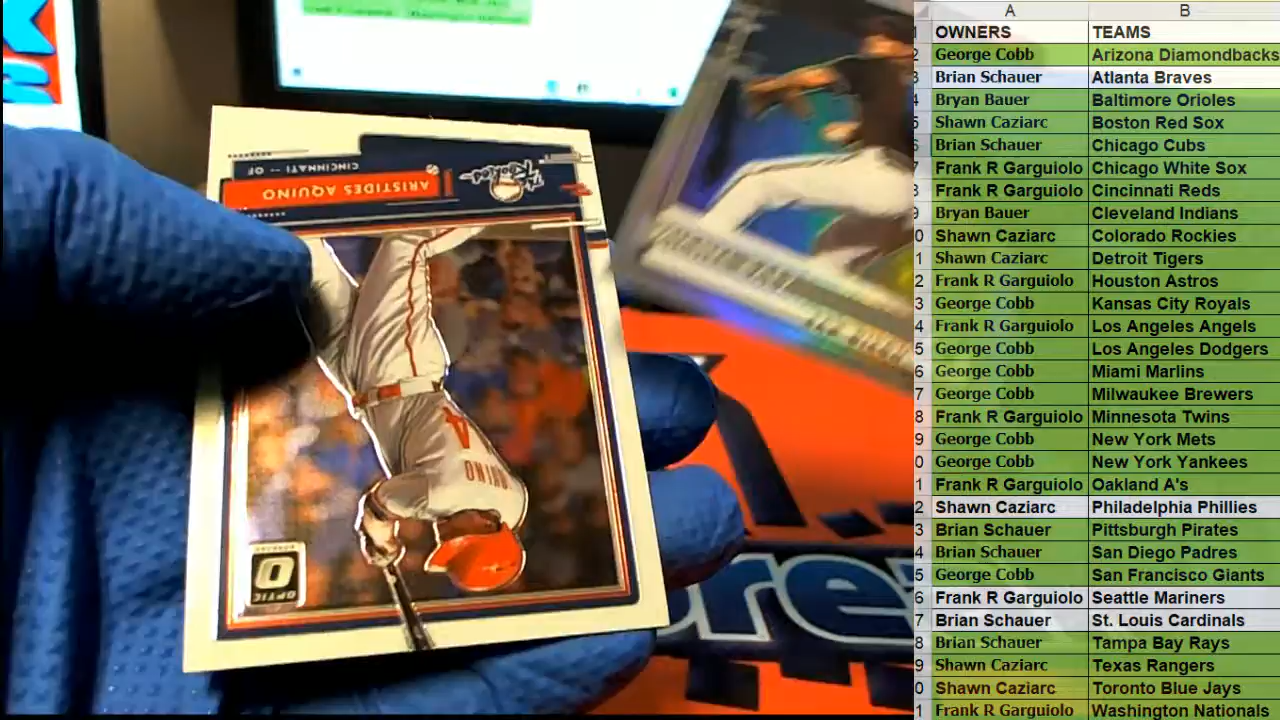 A B
OWNERS TEAMS
George Cobb Arizona Diamondbacks
Brian Schauer Atlanta Braves
Bryan Bauer Baltimore Orioles
Shawn Caziarc Boston Red Sox
Brian Schauer Chicago Cubs
Frank R Garguiolo Chicago White Sox
Frank R Garguiolo Cincinnati Reds
Bryan Bauer Cleveland Indians
Shawn Caziarc Colorado Rockies
Shawn Caziarc Detroit Tigers
Frank R Garguiolo Houston Astros
George Cobb Kansas City Royals
Frank R Garguiolo Los Angeles Angels
George Cobb Los Angeles Dodgers
George Cobb Miami Marlins
George Cobb Milwaukee Brewers
Frank R Garguiolo Minnesota Twins
George Cobb New York Mets
George Cobb New York Yankees
Frank R Garguiolo Oakland A's
Shawn Caziarc Philadelphia Phillies
Brian Schauer Pittsburgh Pirates
Brian Schauer San Diego Padres
George Cobb San Francisco Giants
Frank R Garguiolo Seattle Mariners
Brian Schauer St. Louis Cardinals
Brian Schauer Tampa Bay Rays
Shawn Caziarc Texas Rangers
Shawn Caziarc Toronto Blue Jays
Frank R Garguiolo Washington Nationals
CINCINNATI – OF
ARISTIDES AQUINO
AQUINO
OPTIC